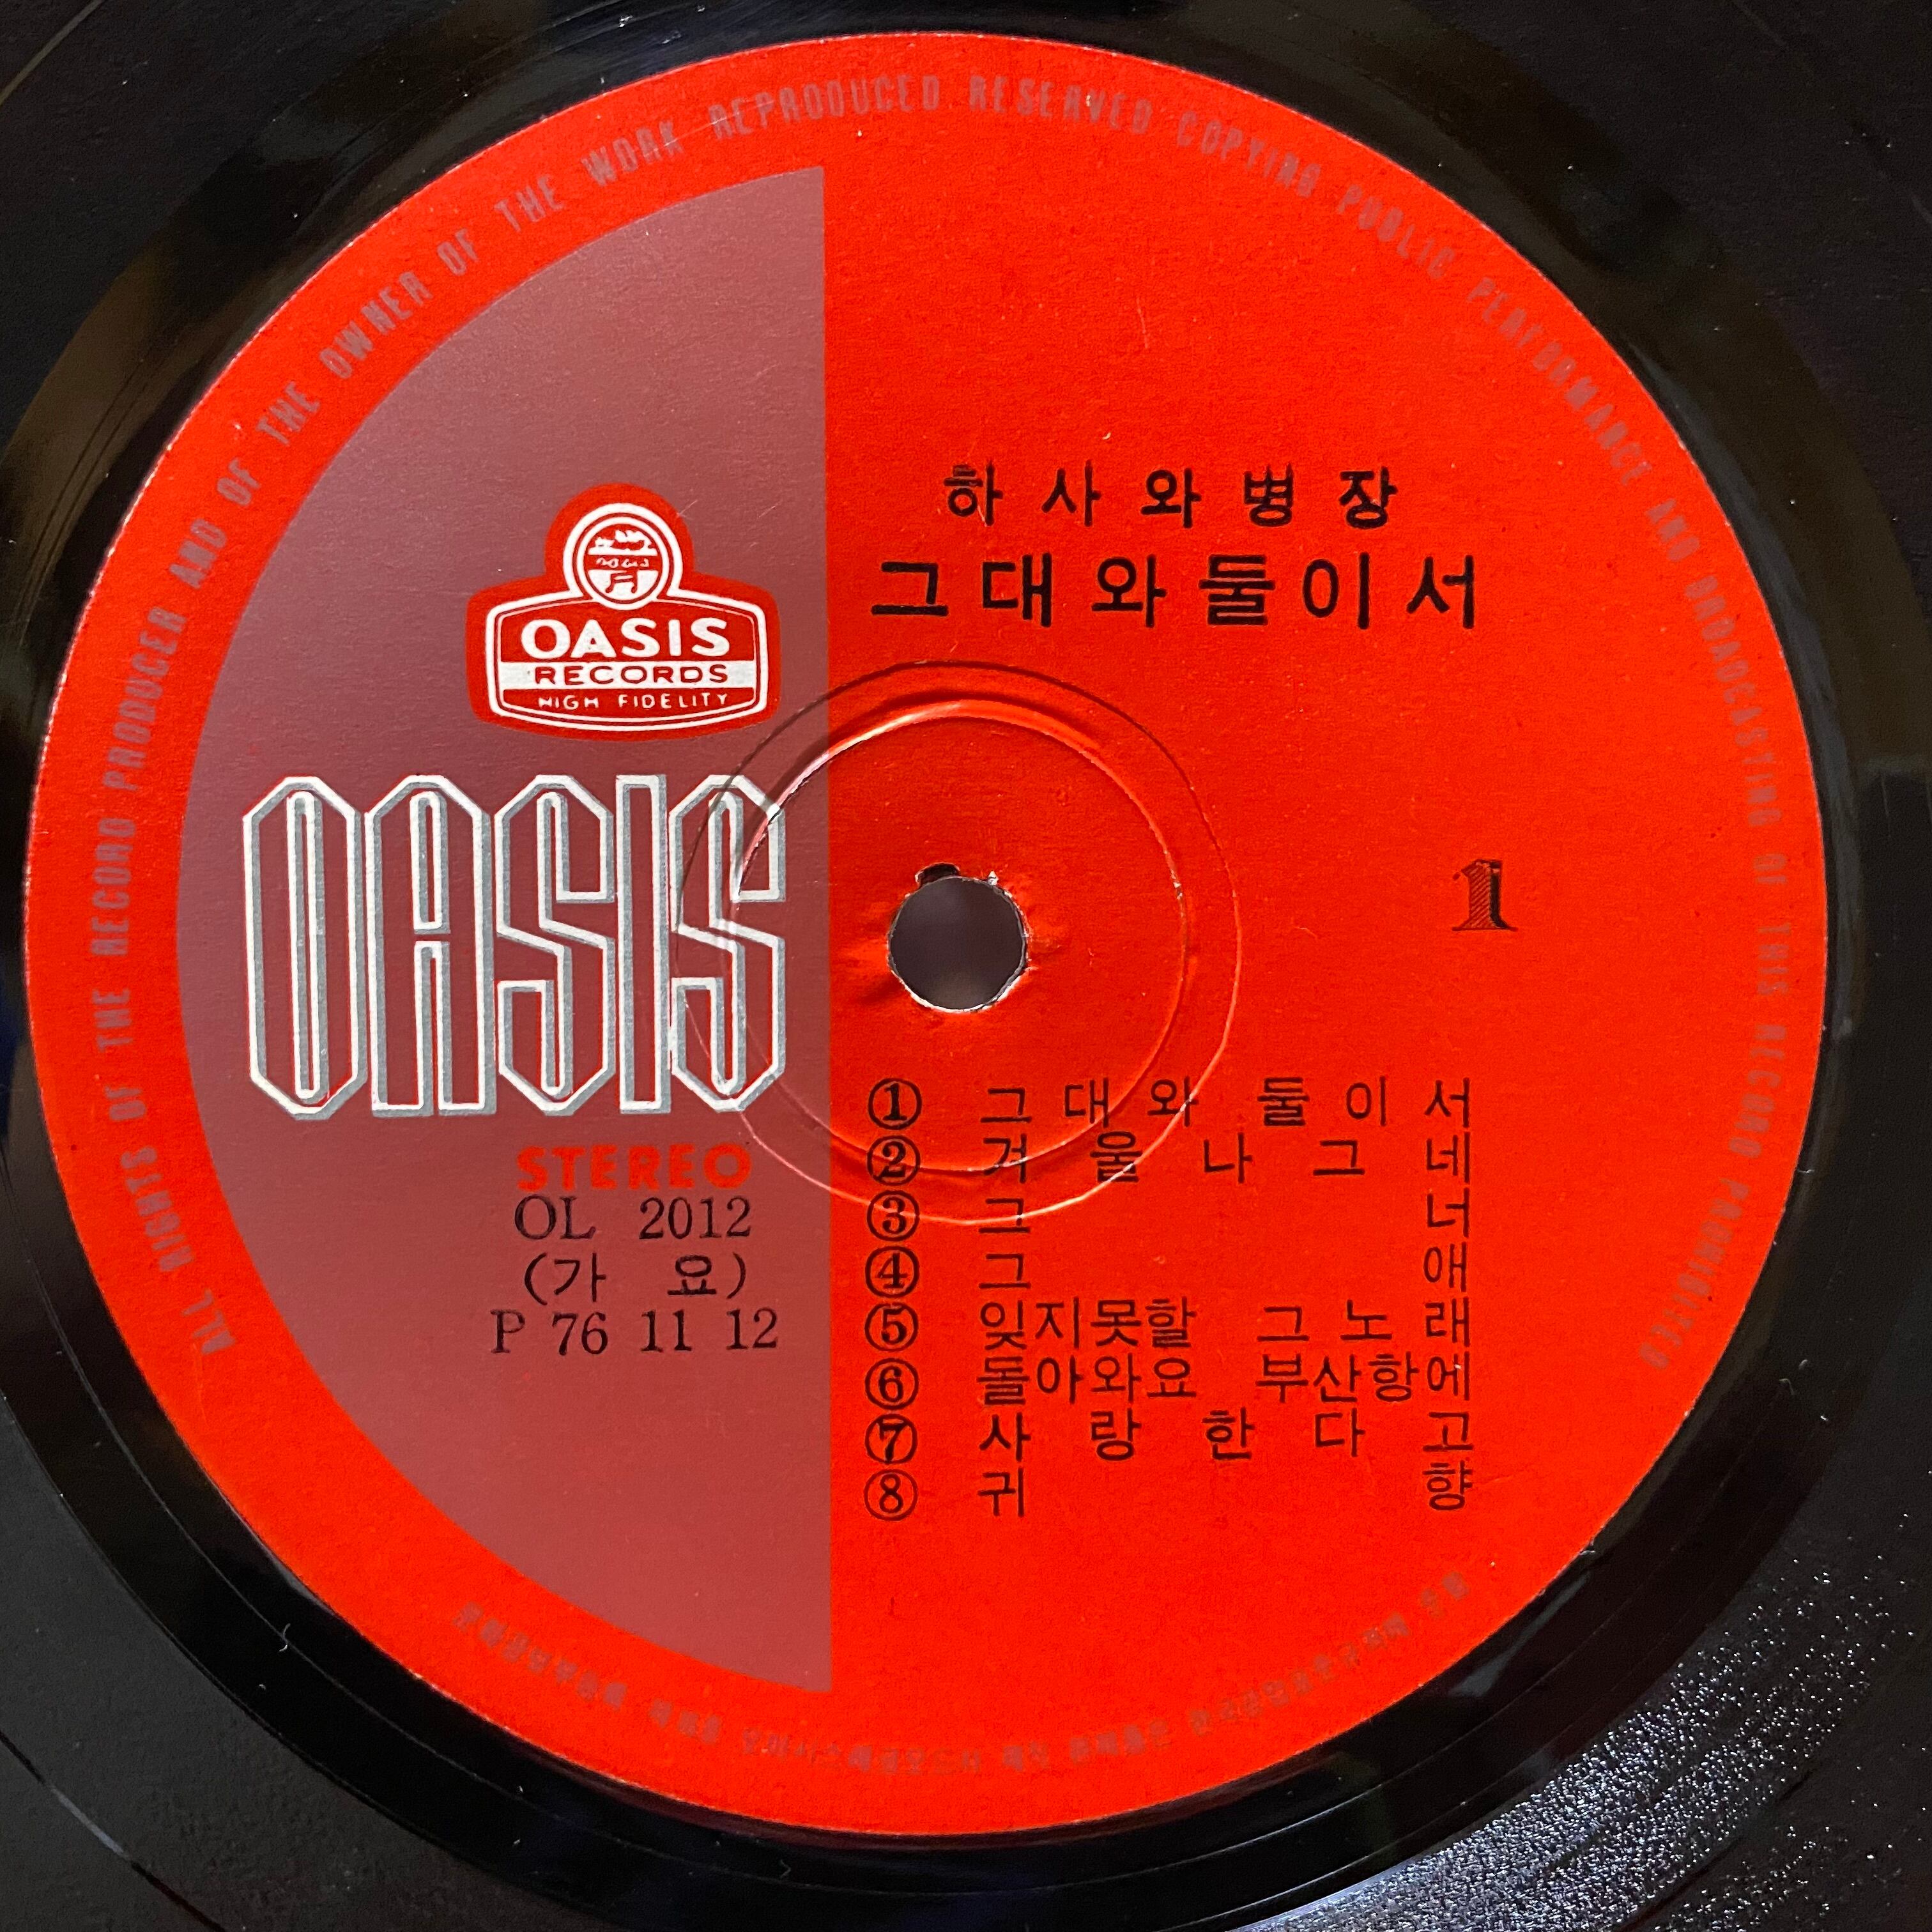 ALL RIGHTS OF THE RECORD PRODUCER AND OF THE OWNER OF THE WORK REPRODUCED RESERVED COPYING PUBLIC PERFORMANCE AND BROADCASTING OF THIS RECORD PROHIBITED
하사와병장
그대와둘이서
OASIS
RECORDS
HIGH FIDELITY
OASIS
1
STEREO
OL 2012
(가 요)
P 76 11 12
① 그대와 둘이서
② 겨울나그네
③ 그 너
④ 그 애
⑤ 잊지못할 그노래
⑥ 돌아와요 부산항에
⑦ 사랑한다고
⑧ 귀 향